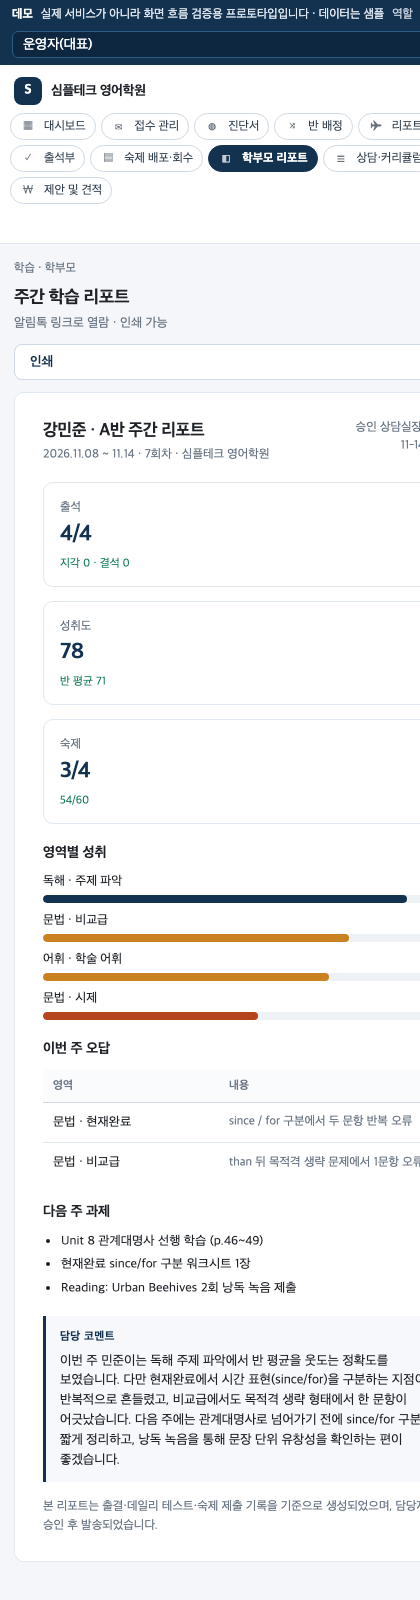 데모 실제 서비스가 아니라 화면 흐름 검증용 프로토타입입니다 · 데이터는 샘플 역할
운영자(대표)
S 심플테크 영어학원
대시보드 접수 관리 진단서 반 배정 리포트
✓ 출석부 숙제 배포·회수 학부모 리포트 상담·커리큘럼
₩ 제안 및 견적
학습 · 학부모
주간 학습 리포트
알림톡 링크로 열람 · 인쇄 가능
인쇄
강민준 · A반 주간 리포트
승인 상담실장
2026.11.08 ~ 11.14 · 7회차 · 심플테크 영어학원
11-14
출석
4/4
지각 0 · 결석 0
성취도
78
반 평균 71
숙제
3/4
54/60
영역별 성취
독해 · 주제 파악
문법 · 비교급
어휘 · 학술 어휘
문법 · 시제
이번 주 오답
영역 내용
문법 · 현재완료 since / for 구분에서 두 문항 반복 오류
문법 · 비교급 than 뒤 목적격 생략 문제에서 1문항 오류
다음 주 과제
• Unit 8 관계대명사 선행 학습 (p.46~49)
• 현재완료 since/for 구분 워크시트 1장
• Reading: Urban Beehives 2회 낭독 녹음 제출
담당 코멘트
이번 주 민준이는 독해 주제 파악에서 반 평균을 웃도는 정확도를
보였습니다. 다만 현재완료에서 시간 표현(since/for)을 구분하는 지점이
반복적으로 흔들렸고, 비교급에서도 목적격 생략 형태에서 한 문항이
어긋났습니다. 다음 주에는 관계대명사로 넘어가기 전에 since/for 구분
짧게 정리하고, 낭독 녹음을 통해 문장 단위 유창성을 확인하는 편이
좋겠습니다.
본 리포트는 출결·데일리 테스트·숙제 제출 기록을 기준으로 생성되었으며, 담당자
승인 후 발송되었습니다.